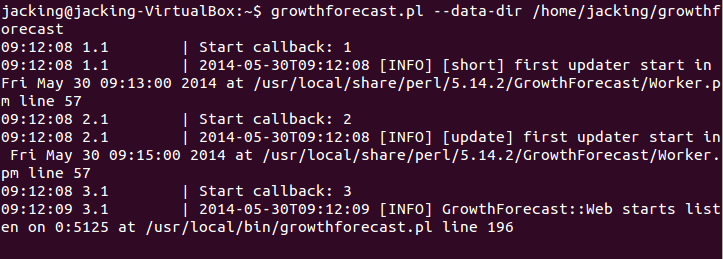 jacking@jacking-VirtualBox:~$ growthforecast.pl --data-dir /home/jacking/growthf
orecast
09:12:08 1.1       | Start callback: 1
09:12:08 1.1       | 2014-05-30T09:12:08 [INFO] [short] first updater start in
Fri May 30 09:13:00 2014 at /usr/local/share/perl/5.14.2/GrowthForecast/Worker.p
m line 57
09:12:08 2.1       | Start callback: 2
09:12:08 2.1       | 2014-05-30T09:12:08 [INFO] [update] first updater start in
 Fri May 30 09:15:00 2014 at /usr/local/share/perl/5.14.2/GrowthForecast/Worker.
pm line 57
09:12:08 3.1       | Start callback: 3
09:12:09 3.1       | 2014-05-30T09:12:09 [INFO] GrowthForecast::Web starts list
en on 0:5125 at /usr/local/bin/growthforecast.pl line 196